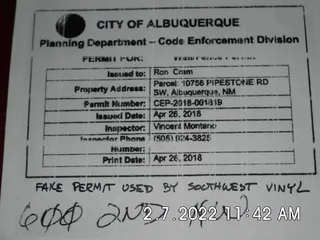 CITY OF ALBUQUERQUE
Planning Department -- Code Enforcement Division
PERMIT FOR:
Issued to: Ron Cram
Property Address: Parcel: 10756 PIPESTONE RD
SW, Albuquerque, NM
Permit Number: CEP-2018-001819
Issued Date: Apr 26, 2018
Inspector: Vincent Montano
Inspector Phone (505) 924-3825
Number:
Print Date: Apr 26, 2018
FAKE PERMIT USED BY SOUTHWEST VINYL
600 2ND
2.7.2022 11:42 AM